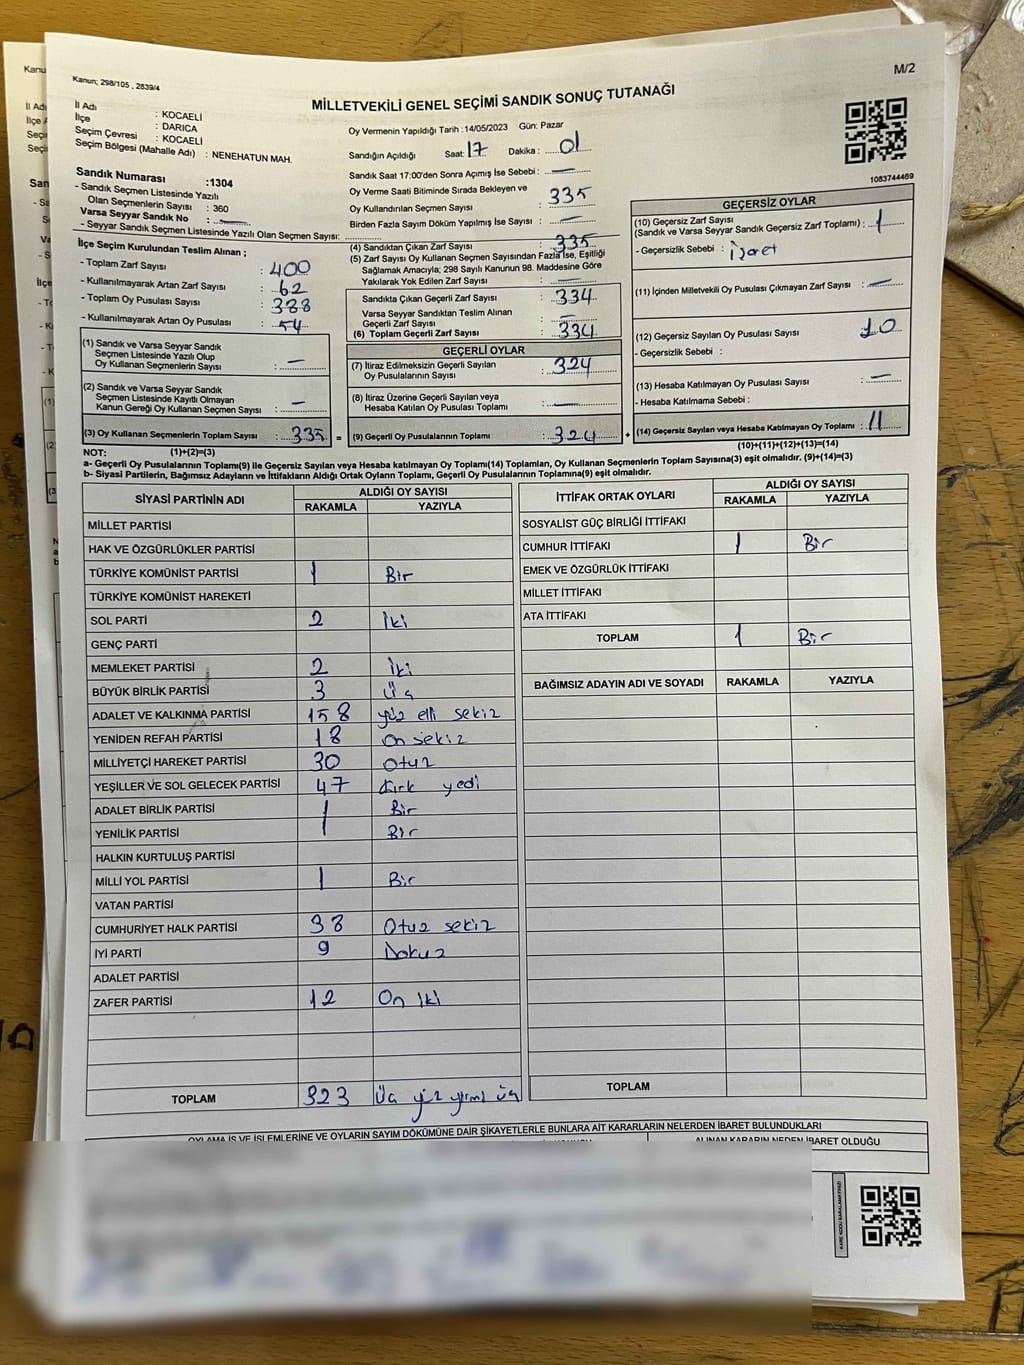 Kanun; 298/105 , 2839/4
M/2
MİLLETVEKİLİ GENEL SEÇİMİ SANDIK SONUÇ TUTANAĞI
İl Adı : KOCAELİ
İlçe : DARICA
Seçim Çevresi : KOCAELİ
Seçim Bölgesi (Mahalle Adı) : NENEHATUN MAH.
Sandık Numarası :1304
- Sandık Seçmen Listesinde Yazılı
Olan Seçmenlerin Sayısı : 360
Varsa Seyyar Sandık No : —
- Seyyar Sandık Seçmen Listesinde Yazılı Olan Seçmen Sayısı:
İlçe Seçim Kurulundan Teslim Alınan ;
- Toplam Zarf Sayısı : 400
- Kullanılmayarak Artan Zarf Sayısı : 62
- Toplam Oy Pusulası Sayısı : 388
- Kullanılmayarak Artan Oy Pusulası : 54
(1) Sandık ve Varsa Seyyar Sandık
Seçmen Listesinde Yazılı Olup
Oy Kullanan Seçmenlerin Sayısı : —
(2) Sandık ve Varsa Seyyar Sandık
Seçmen Listesinde Kayıtlı Olmayan
Kanun Gereği Oy Kullanan Seçmen Sayısı : —
(3) Oy Kullanan Seçmenlerin Toplam Sayısı : 335 =
Oy Vermenin Yapıldığı Tarih :14/05/2023 Gün: Pazar
Sandığın Açıldığı Saat: 17 Dakika : 01
Sandık Saat 17:00'den Sonra Açımış İse Sebebi : —
Oy Verme Saati Bitiminde Sırada Bekleyen ve
Oy Kullandırılan Seçmen Sayısı : 335
Birden Fazla Sayım Döküm Yapılmış İse Sayısı : —
(4) Sandıktan Çıkan Zarf Sayısı : 335
(5) Zarf Sayısı Oy Kullanan Seçmen Sayısından Fazla İse, Eşitliği
Sağlamak Amacıyla; 298 Sayılı Kanunun 98. Maddesine Göre
Yakılarak Yok Edilen Zarf Sayısı : —
Sandıkta Çıkan Geçerli Zarf Sayısı : 334
Varsa Seyyar Sandıktan Teslim Alınan
Geçerli Zarf Sayısı : —
(6) Toplam Geçerli Zarf Sayısı : 334
GEÇERLİ OYLAR
(7) İtiraz Edilmeksizin Geçerli Sayılan
Oy Pusulalarının Sayısı : 324
(8) İtiraz Üzerine Geçerli Sayılan veya
Hesaba Katılan Oy Pusulası Toplamı : —
(9) Geçerli Oy Pusulalarının Toplamı : 324 +
1083744469
GEÇERSİZ OYLAR
(10) Geçersiz Zarf Sayısı
(Sandık ve Varsa Seyyar Sandık Geçersiz Zarf Toplamı) : 1
- Geçersizlik Sebebi : İşaret
(11) İçinden Milletvekili Oy Pusulası Çıkmayan Zarf Sayısı : —
(12) Geçersiz Sayılan Oy Pusulası Sayısı : 10
- Geçersizlik Sebebi :
(13) Hesaba Katılmayan Oy Pusulası Sayısı : —
- Hesaba Katılmama Sebebi :
(14) Geçersiz Sayılan veya Hesaba Katılmayan Oy Toplamı : 11
NOT: (1)+(2)=(3) (10)+(11)+(12)+(13)=(14)
a- Geçerli Oy Pusulalarının Toplamı(9) ile Geçersiz Sayılan veya Hesaba katılmayan Oy Toplamı(14) Toplamları, Oy Kullanan Seçmenlerin Toplam Sayısına(3) eşit olmalıdır. (9)+(14)=(3)
b- Siyasi Partilerin, Bağımsız Adayların ve İttifakların Aldığı Ortak Oyların Toplamı, Geçerli Oy Pusulalarının Toplamına(9) eşit olmalıdır.
SİYASİ PARTİNİN ADI ALDIĞI OY SAYISI
RAKAMLA YAZIYLA
MİLLET PARTİSİ
HAK VE ÖZGÜRLÜKLER PARTİSİ
TÜRKİYE KOMÜNİST PARTİSİ 1 Bir
TÜRKİYE KOMÜNİST HAREKETİ
SOL PARTİ 2 İki
GENÇ PARTİ
MEMLEKET PARTİSİ 2 İki
BÜYÜK BİRLİK PARTİSİ 3 Üç
ADALET VE KALKINMA PARTİSİ 158 yüz elli sekiz
YENİDEN REFAH PARTİSİ 18 On sekiz
MİLLİYETÇİ HAREKET PARTİSİ 30 Otuz
YEŞİLLER VE SOL GELECEK PARTİSİ 47 Kırk yedi
ADALET BİRLİK PARTİSİ 1 Bir
YENİLİK PARTİSİ 1 Bir
HALKIN KURTULUŞ PARTİSİ
MİLLİ YOL PARTİSİ 1 Bir
VATAN PARTİSİ
CUMHURİYET HALK PARTİSİ 38 Otuz sekiz
İYİ PARTİ 9 Dokuz
ADALET PARTİSİ
ZAFER PARTİSİ 12 On iki
TOPLAM 323 Üç yüz yirmi üç
İTTİFAK ORTAK OYLARI ALDIĞI OY SAYISI
RAKAMLA YAZIYLA
SOSYALİST GÜÇ BİRLİĞİ İTTİFAKI
CUMHUR İTTİFAKI 1 Bir
EMEK VE ÖZGÜRLÜK İTTİFAKI
MİLLET İTTİFAKI
ATA İTTİFAKI
TOPLAM 1 Bir
BAĞIMSIZ ADAYIN ADI VE SOYADI RAKAMLA YAZIYLA
TOPLAM
OYLAMA İŞ VE İŞLEMLERİNE VE OYLARIN SAYIM DÖKÜMÜNE DAİR ŞİKAYETLERLE BUNLARA AİT KARARLARIN NELERDEN İBARET BULUNDUKLARI
ALINAN KARARIN NEDEN İBARET OLDUĞU